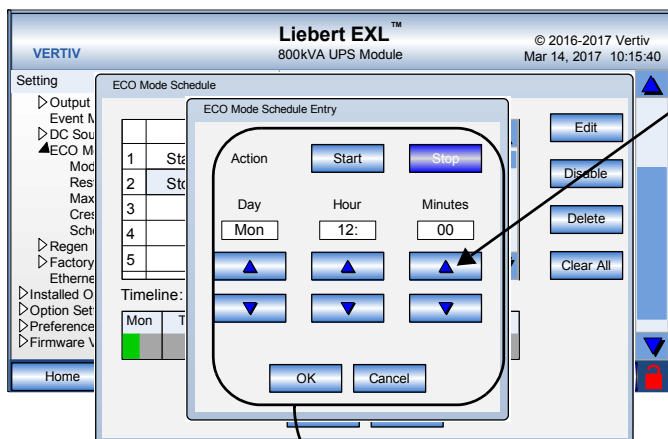 Liebert EXL™
VERTIV
800kVA UPS Module
© 2016-2017 Vertiv
Mar 14, 2017 10:15:40
Setting
Output
Event M
DC Sou
ECO M
Mod
Res
Max
Cres
Sch
Regen
Factory
Etherne
Installed O
Option Set
Preference
Firmware V
Home
ECO Mode Schedule
1 Sta
2 Sto
3
4
5
Timeline:
Mon T
Edit
Disable
Delete
Clear All
ECO Mode Schedule Entry
Action Start Stop
Day Hour Minutes
Mon 12: 00
OK Cancel